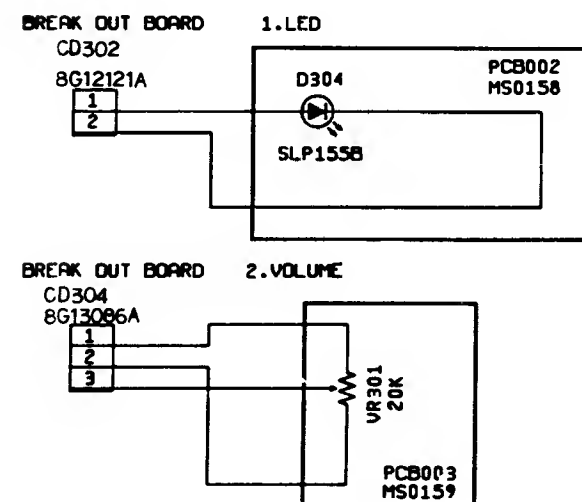 BREAK OUT BOARD 1.LED
CD302
8G12121A
1
2
D304
SLP155B
PCB002
MS0158
BREAK OUT BOARD 2.VOLUME
CD304
8G13086A
1
2
3
VR301
20K
PCB003
MS0159